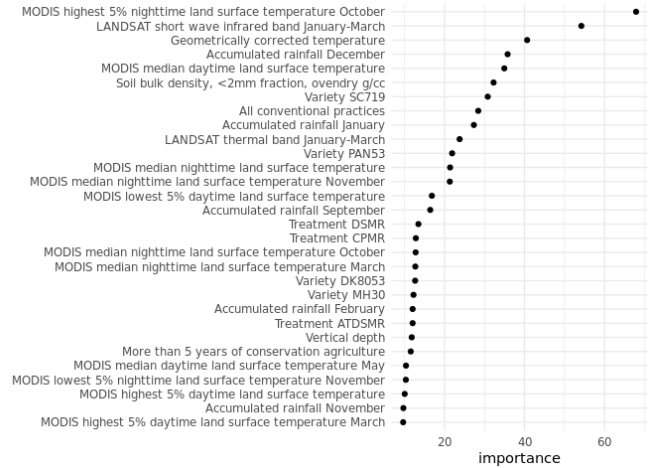 MODIS highest 5% nighttime land surface temperature October
LANDSAT short wave infrared band January-March
Geometrically corrected temperature
Accumulated rainfall December
MODIS median daytime land surface temperature
Soil bulk density, <2mm fraction, ovendry g/cc
Variety SC719
All conventional practices
Accumulated rainfall January
LANDSAT thermal band January-March
Variety PAN53
MODIS median nighttime land surface temperature
MODIS median nighttime land surface temperature November
MODIS lowest 5% daytime land surface temperature
Accumulated rainfall September
Treatment DSMR
Treatment CPMR
MODIS median nighttime land surface temperature October
MODIS median nighttime land surface temperature March
Variety DK8053
Variety MH30
Accumulated rainfall February
Treatment ATDSMR
Vertical depth
More than 5 years of conservation agriculture
MODIS median daytime land surface temperature May
MODIS lowest 5% nighttime land surface temperature November
MODIS highest 5% daytime land surface temperature
Accumulated rainfall November
MODIS highest 5% daytime land surface temperature March
20 40 60
importance